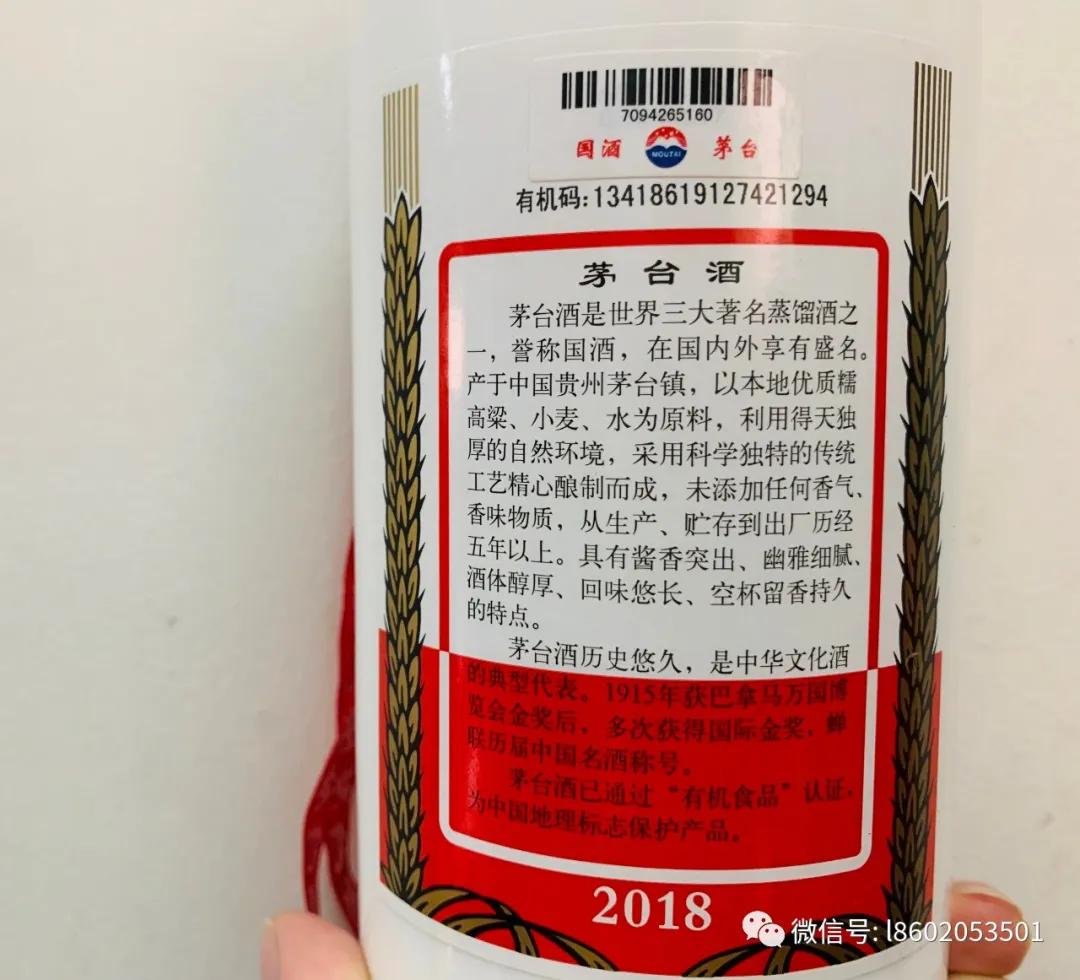 7094265160
国酒 MOUTAI 茅台
有机码:13418619127421294
茅台酒
茅台酒是世界三大著名蒸馏酒之
一，誉称国酒，在国内外享有盛名。
产于中国贵州茅台镇，以本地优质糯
高粱、小麦、水为原料，利用得天独
厚的自然环境，采用科学独特的传统
工艺精心酿制而成，未添加任何香气、
香味物质，从生产、贮存到出厂历经
五年以上。具有酱香突出、幽雅细腻、
酒体醇厚、回味悠长、空杯留香持久
的特点。
茅台酒历史悠久，是中华文化酒
的典型代表。1915年获巴拿马万国博
览会金奖后，多次获得国际金奖，蝉
联历届中国名酒称号。
茅台酒已通过“有机食品”认证，
为中国地理标志保护产品。
2018
微信号: l8602053501